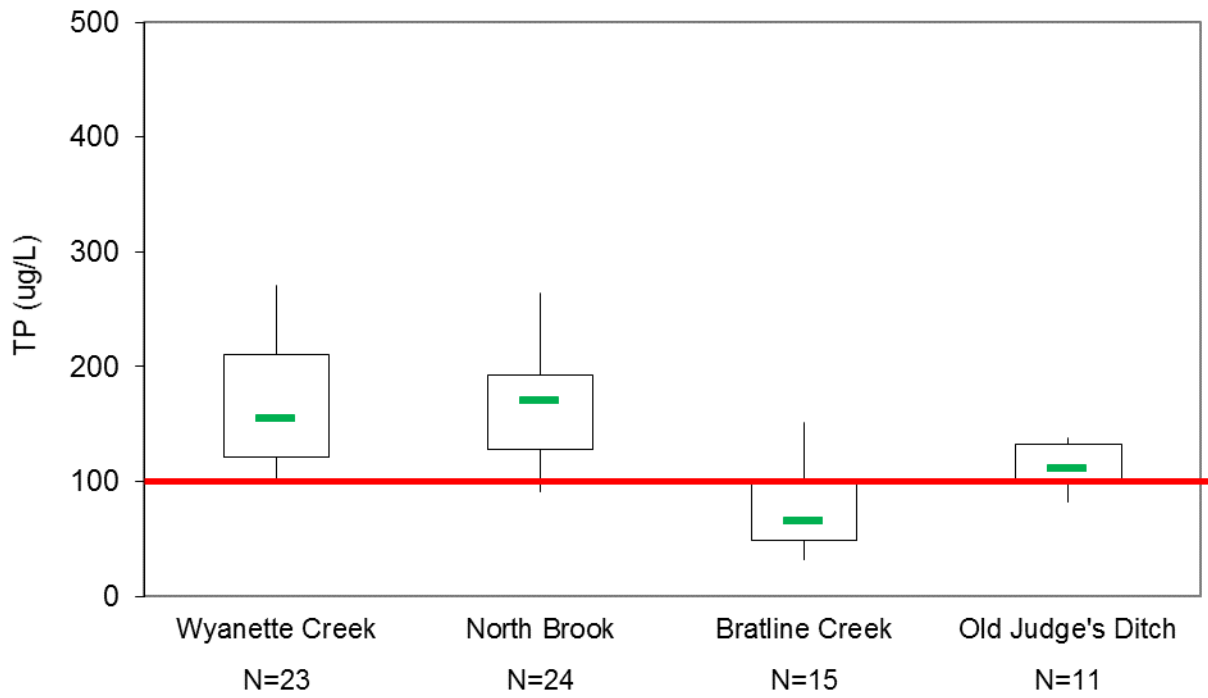 500
400
300
200
100
0
TP (ug/L)
Wyanette Creek North Brook Bratline Creek Old Judge's Ditch
N=23 N=24 N=15 N=11